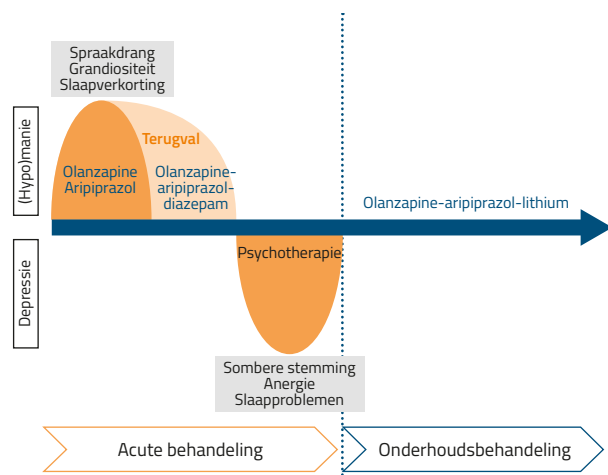 Spraakdrang
Grandiositeit
Slaapverkorting
(Hypo)manie
Terugval
Olanzapine
Aripiprazol
Olanzapine-
aripiprazol-
diazepam
Olanzapine-aripiprazol-lithium
Depressie
Psychotherapie
Sombere stemming
Anergie
Slaapproblemen
Acute behandeling
Onderhoudsbehandeling